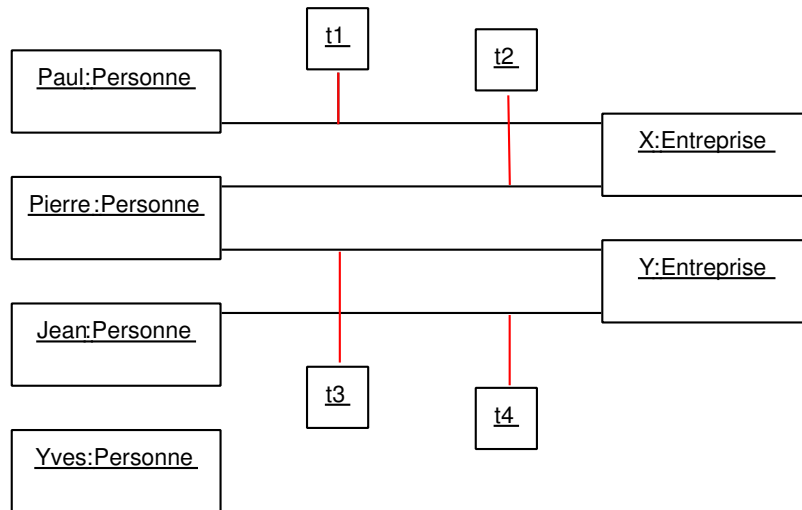 t1
t2
Paul:Personne
X:Entreprise
Pierre:Personne
Y:Entreprise
Jean:Personne
t3
t4
Yves:Personne